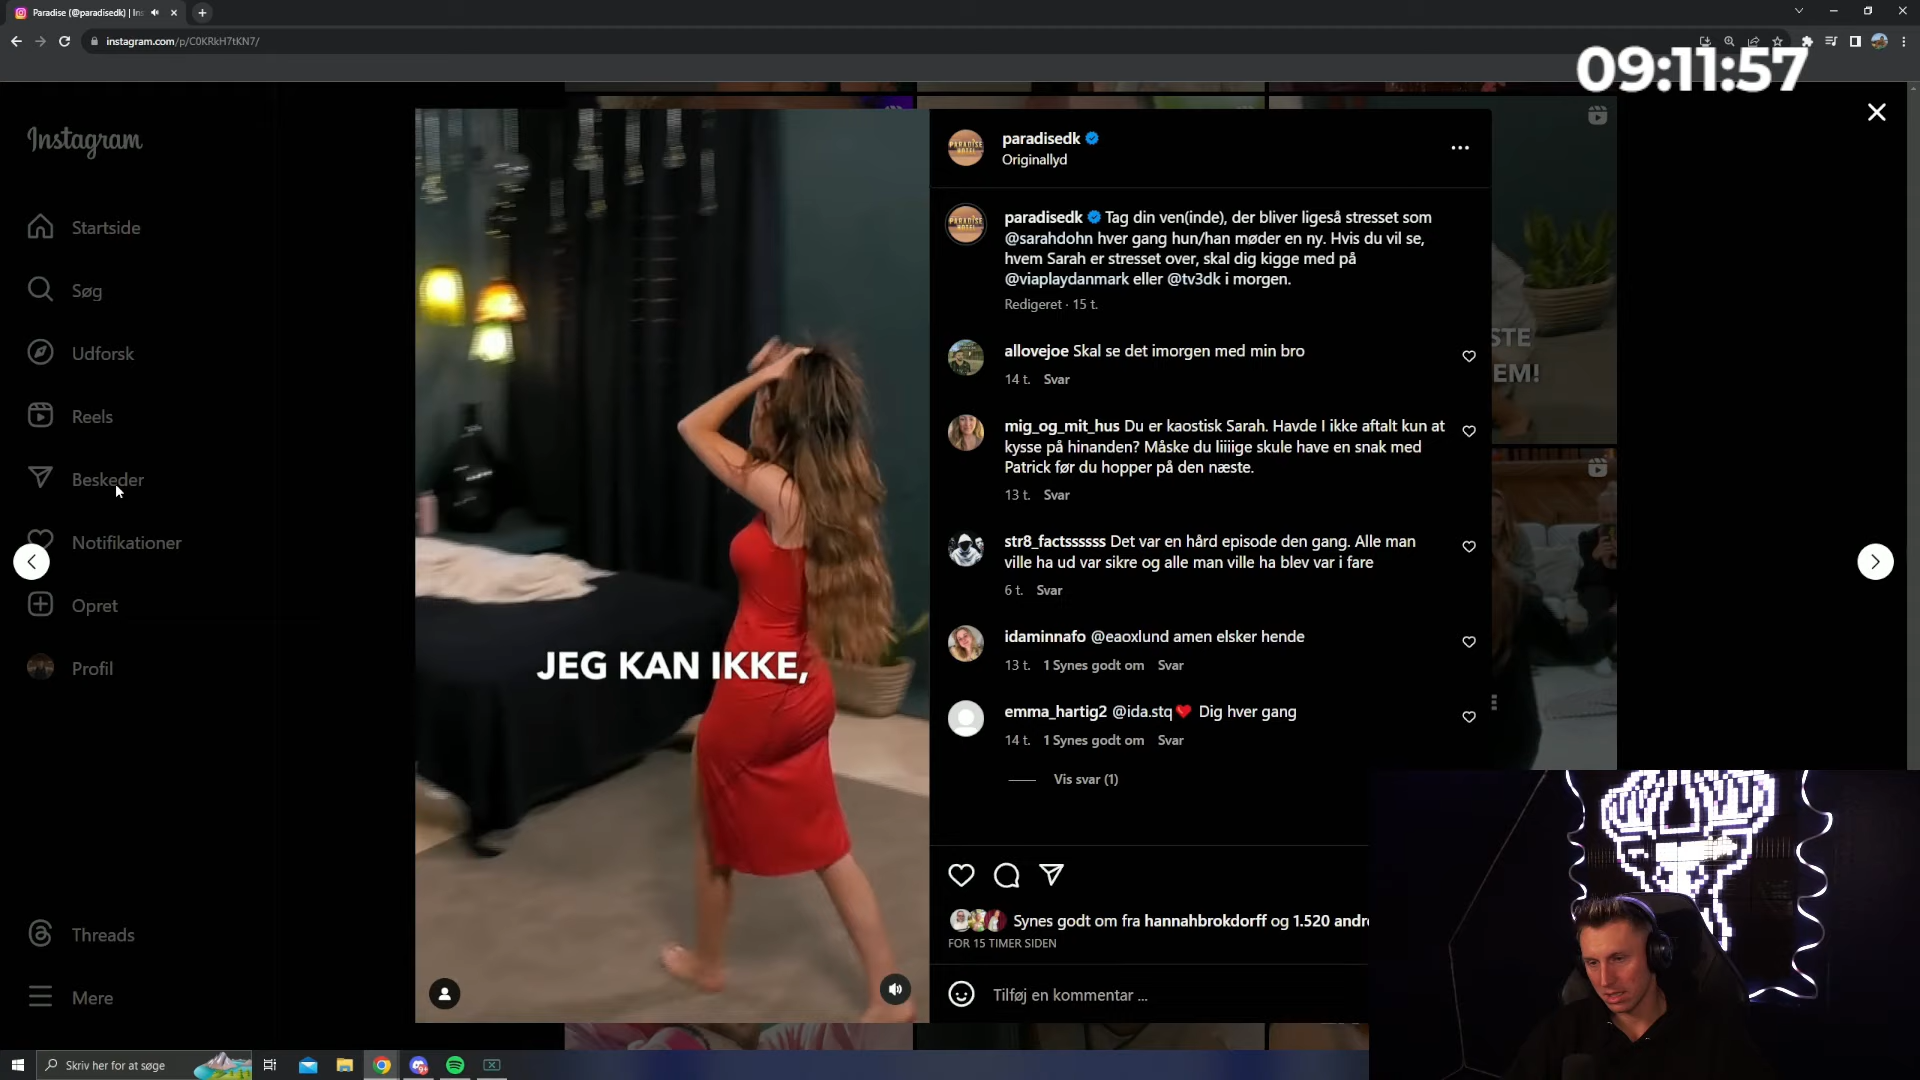 Paradise (@paradisedk) | Ins
instagram.com/p/C0KRkH7tKN7/
09:11:57
Instagram
Startside
Søg
Udforsk
Reels
Beskeder
Notifikationer
Opret
Profil
Threads
Mere
JEG KAN IKKE,
paradisedk
Originallyd
paradisedk Tag din ven(inde), der bliver ligeså stresset som
@sarahdohn hver gang hun/han møder en ny. Hvis du vil se,
hvem Sarah er stresset over, skal dig kigge med på
@viaplaydanmark eller @tv3dk i morgen.
Redigeret · 15 t.
allovejoe Skal se det imorgen med min bro
14 t. Svar
mig_og_mit_hus Du er kaostisk Sarah. Havde I ikke aftalt kun at
kysse på hinanden? Måske du liiiige skule have en snak med
Patrick før du hopper på den næste.
13 t. Svar
str8_factssssss Det var en hård episode den gang. Alle man
ville ha ud var sikre og alle man ville ha blev var i fare
6 t. Svar
idaminnafo @eaoxlund amen elsker hende
13 t. 1 Synes godt om Svar
emma_hartig2 @ida.stq Dig hver gang
14 t. 1 Synes godt om Svar
Vis svar (1)
Synes godt om fra hannahbrokdorff og 1.520 andre
FOR 15 TIMER SIDEN
Tilføj en kommentar ...
STE
EM!
Skriv her for at søge